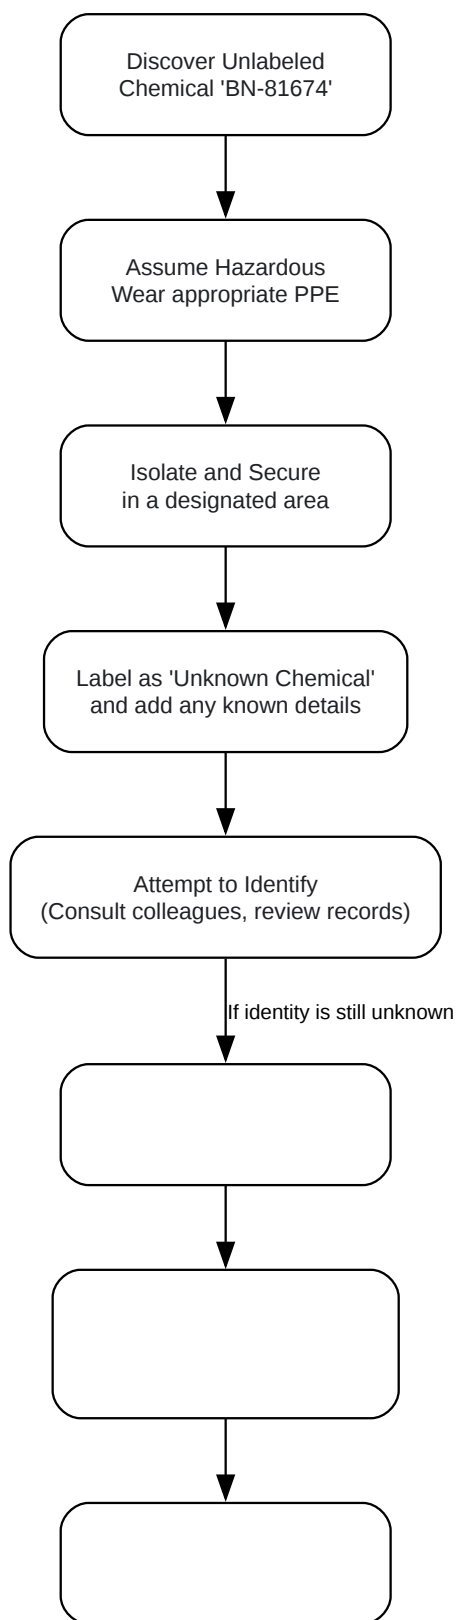 Discover Unlabeled
Chemical 'BN-81674'
Assume Hazardous
Wear appropriate PPE
Isolate and Secure
in a designated area
Label as 'Unknown Chemical'
and add any known details
Attempt to Identify
(Consult colleagues, review records)
If identity is still unknown